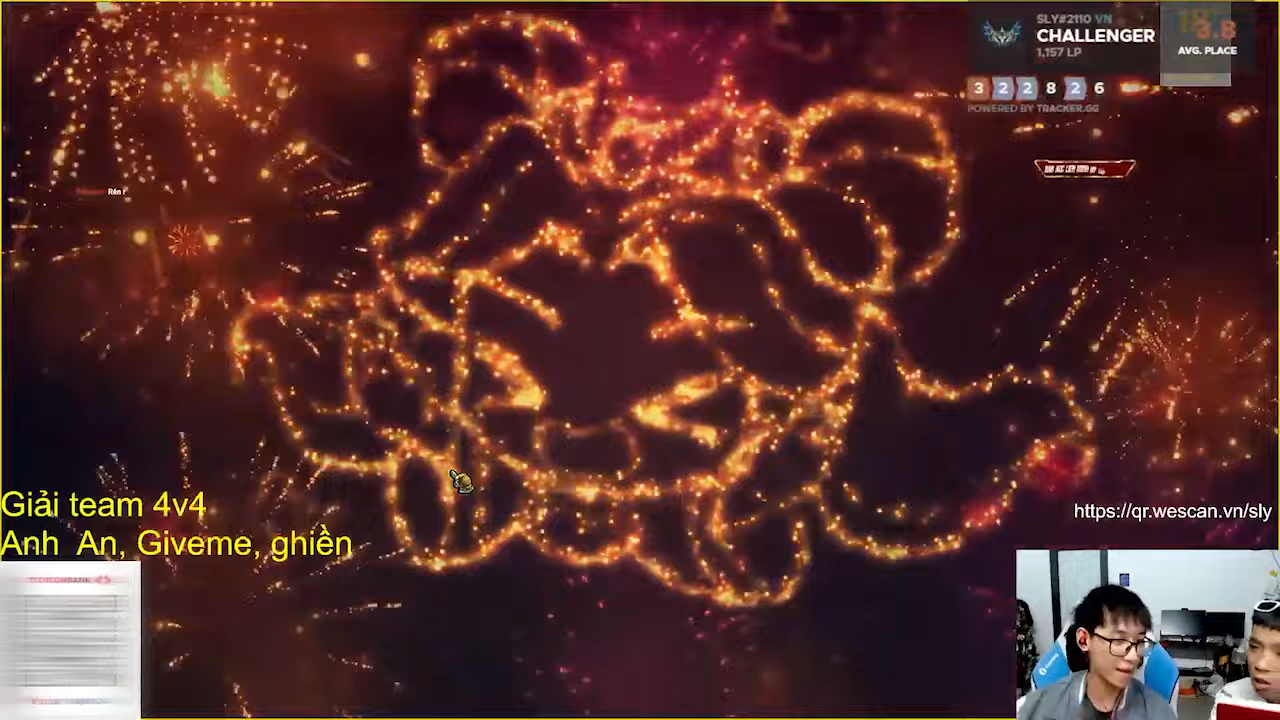 SLY#2110 VN
CHALLENGER
1,157 LP
AVG. PLACE
3 2 2 8 2 6
POWERED BY TRACKER.GG
Giải team 4v4
Anh An, Giveme, ghiền
https://qr.wescan.vn/sly
TECHCOMBANK